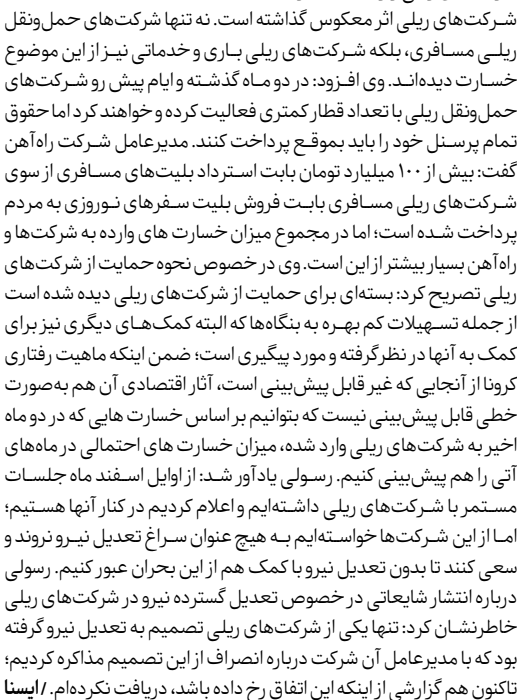 شرکت‌های ریلی اثر معکوس گذاشته است. نه تنها شرکت‌های حمل‌ونقل
ریلی مسافری، بلکه شرکت‌های ریلی باری و خدماتی نیز از این موضوع
خسارت دیده‌اند. وی افزود: در دو ماه گذشته و ایام پیش رو شرکت‌های
حمل‌ونقل ریلی با تعداد قطار کمتری فعالیت کرده و خواهند کرد اما حقوق
تمام پرسنل خود را باید بموقع پرداخت کنند. مدیرعامل شرکت راه‌آهن
گفت: بیش از ۱۰۰ میلیارد تومان بابت استرداد بلیت‌های مسافری از سوی
شرکت‌های ریلی مسافری بابت فروش بلیت سفرهای نوروزی به مردم
پرداخت شده است؛ اما در مجموع میزان خسارت های وارده به شرکت‌ها و
راه‌آهن بسیار بیشتر از این است. وی در خصوص نحوه حمایت از شرکت‌های
ریلی تصریح کرد: بسته‌ای برای حمایت از شرکت‌های ریلی دیده شده است
از جمله تسهیلات کم بهره به بنگاه‌ها که البته کمک‌های دیگری نیز برای
کمک به آنها در نظر گرفته و مورد پیگیری است؛ ضمن اینکه ماهیت رفتاری
کرونا از آنجایی که غیر قابل پیش‌بینی است، آثار اقتصادی آن هم به‌صورت
خطی قابل پیش‌بینی نیست که بتوانیم بر اساس خسارت هایی که در دو ماه
اخیر به شرکت‌های ریلی وارد شده، میزان خسارت های احتمالی در ماه‌های
آتی را هم پیش‌بینی کنیم. رسولی یادآور شد: از اوایل اسفند ماه جلسات
مستمر با شرکت‌های ریلی داشته‌ایم و اعلام کردیم در کنار آنها هستیم؛
اما از این شرکت‌ها خواسته‌ایم به هیچ عنوان سراغ تعدیل نیرو نروند و
سعی کنند تا بدون تعدیل نیرو با کمک هم از این بحران عبور کنیم. رسولی
درباره انتشار شایعاتی در خصوص تعدیل گسترده نیرو در شرکت‌های ریلی
خاطرنشان کرد: تنها یکی از شرکت‌های ریلی تصمیم به تعدیل نیرو گرفته
بود که با مدیرعامل آن شرکت درباره انصراف از این تصمیم مذاکره کردیم؛
تاکنون هم گزارشی از اینکه این اتفاق رخ داده باشد، دریافت نکرده‌ام. /ایسنا